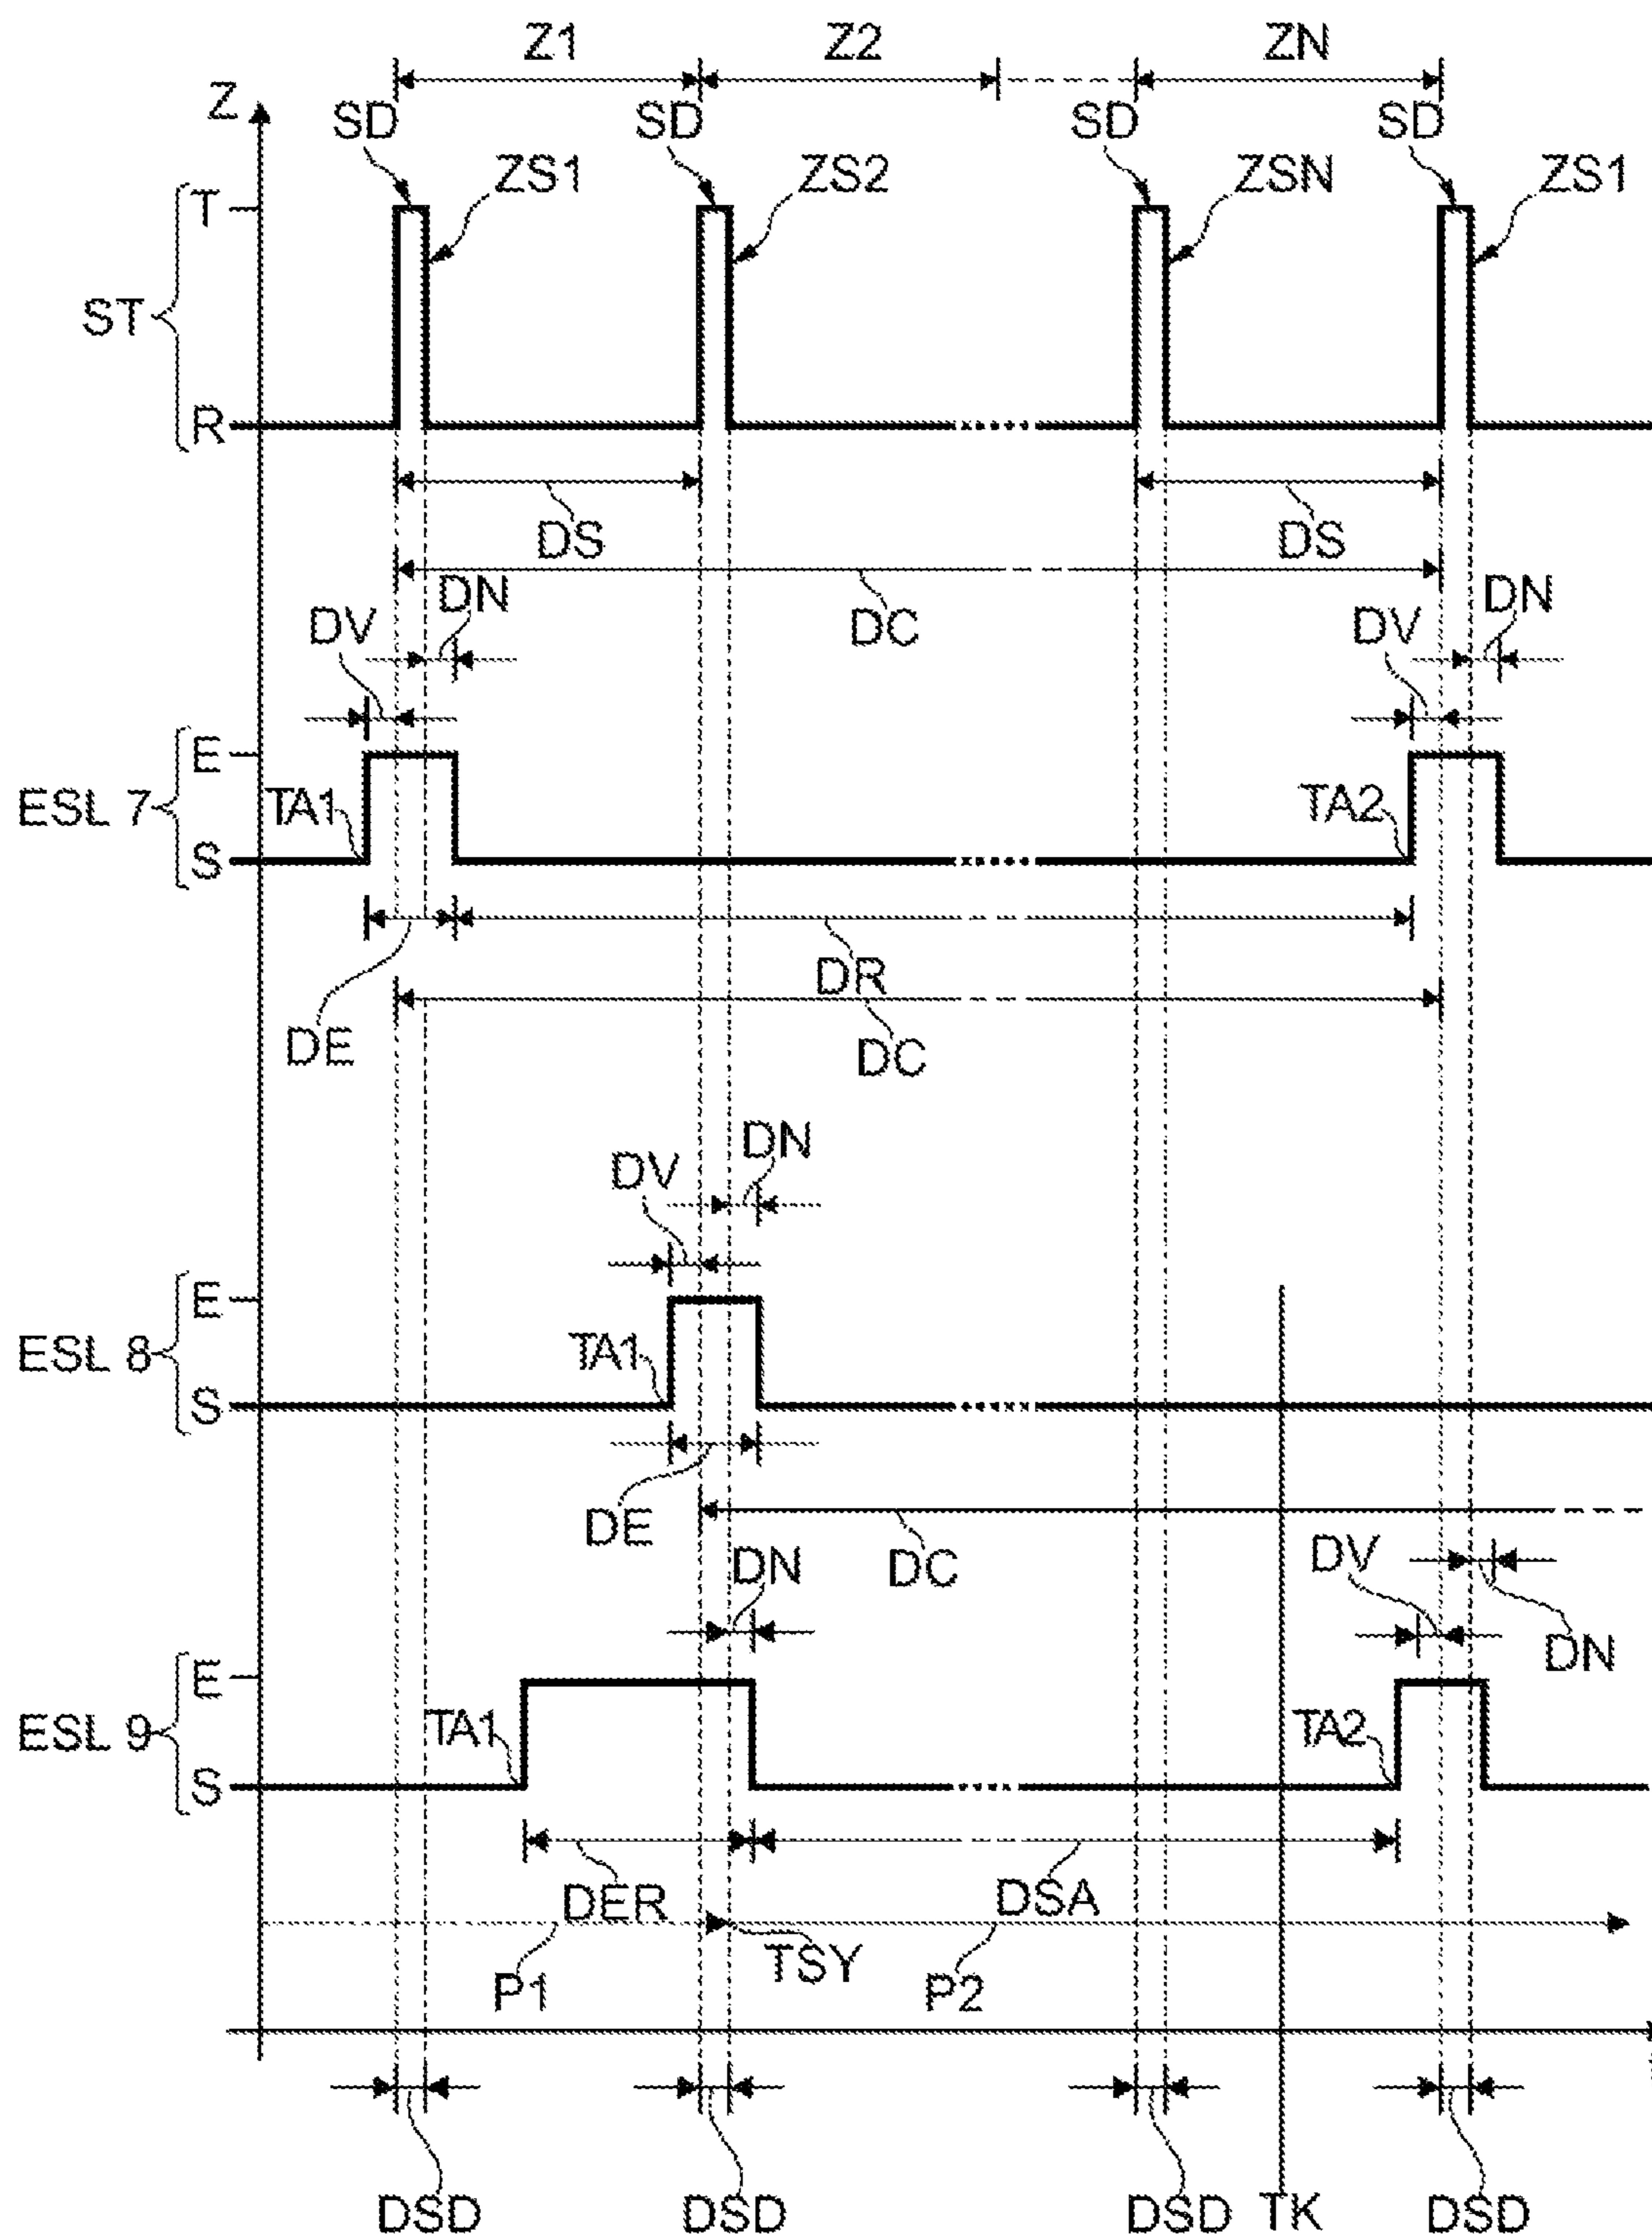 Z1 Z2 ZN
Z SD SD SD SD
ZS1 ZS2 ZSN ZS1
T
ST
R
DS DS
DN DC DN
DV DV
E
ESL 7 TA1 TA2
S
DR
DE DC
DN
DV
E
ESL 8 TA1
S
DE
DN DC DV
DN
E
ESL 9 TA1 TA2
S
DER DSA
TSY
P1 P2
DSD DSD DSD TK DSD